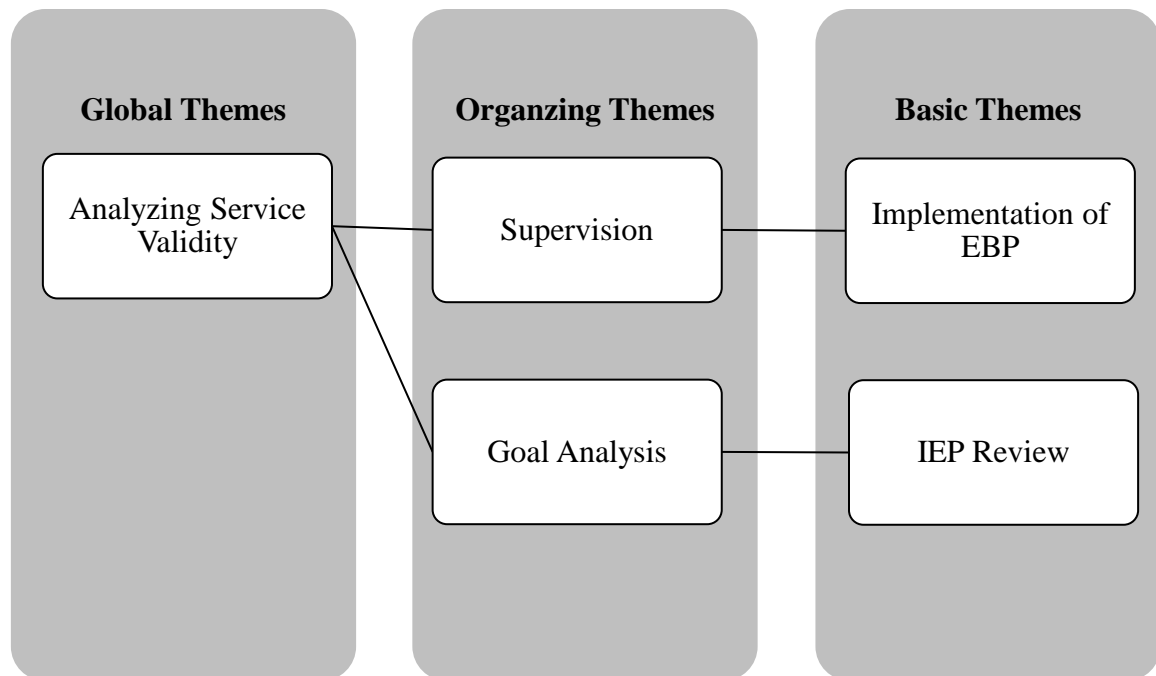 Global Themes
Analyzing Service
Validity
Organzing Themes
Supervision
Goal Analysis
Basic Themes
Implementation of
EBP
IEP Review